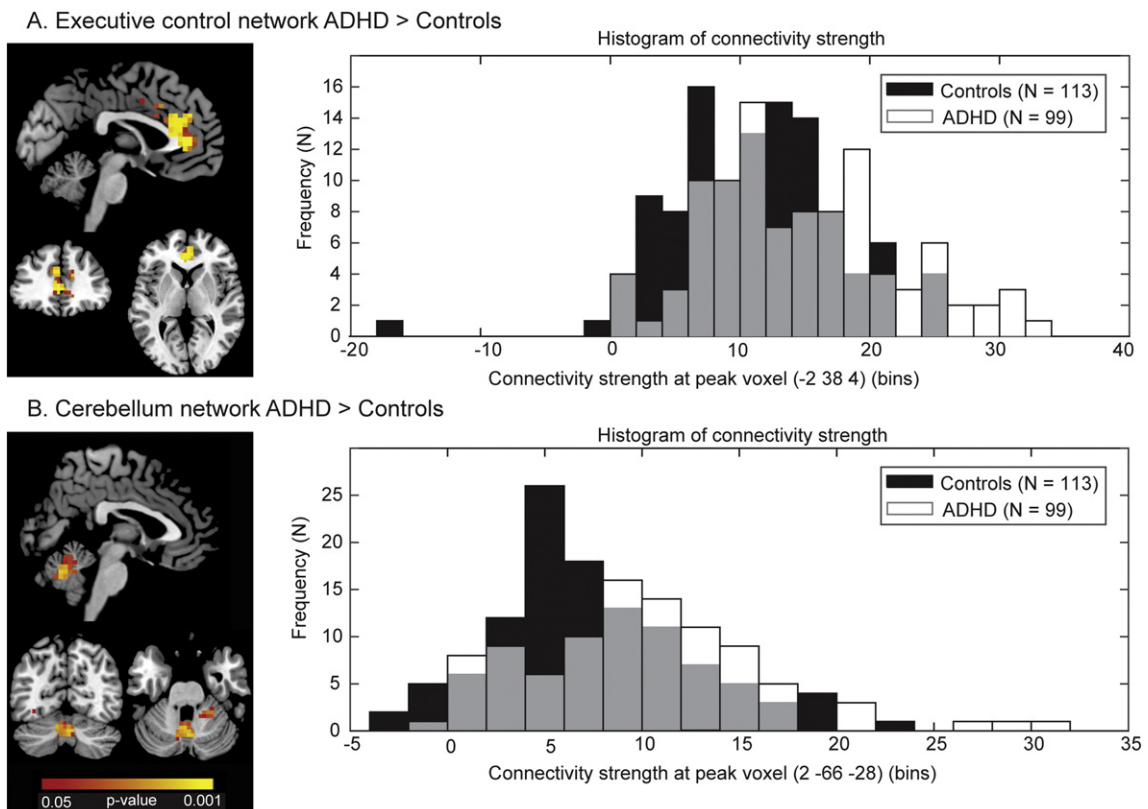 A. Executive control network ADHD > Controls
Histogram of connectivity strength
Frequency (N)
16
14
12
10
8
6
4
2
0
Controls (N = 113)
ADHD (N = 99)
-20 -10 0 10 20 30 40
Connectivity strength at peak voxel (-2 38 4) (bins)
B. Cerebellum network ADHD > Controls
Histogram of connectivity strength
Frequency (N)
25
20
15
10
5
0
Controls (N = 113)
ADHD (N = 99)
-5 0 5 10 15 20 25 30 35
Connectivity strength at peak voxel (2 -66 -28) (bins)
0.05 p-value 0.001